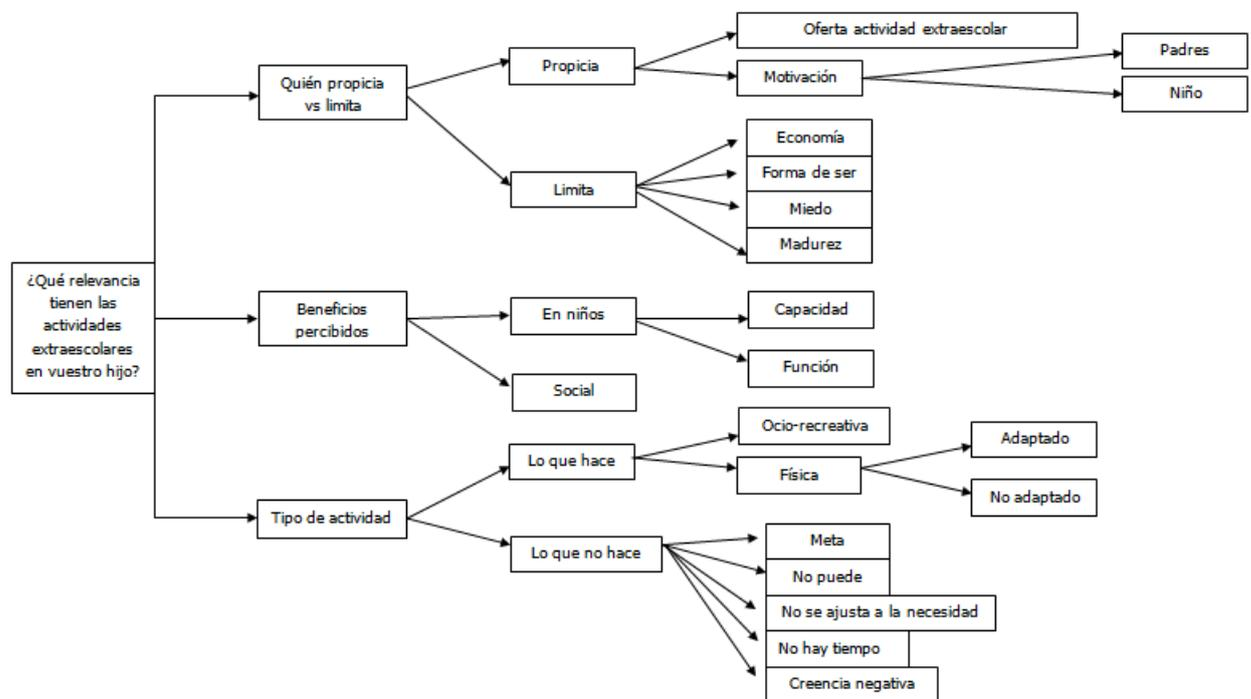 ¿Qué relevancia
tienen las
actividades
extraescolares
en vuestro hijo?
Quién propicia
vs limita
Propicia
Oferta actividad extraescolar
Motivación
Padres
Niño
Limita
Economía
Forma de ser
Miedo
Madurez
Beneficios
percibidos
En niños
Capacidad
Función
Social
Tipo de actividad
Lo que hace
Ocio-recreativa
Física
Adaptado
No adaptado
Lo que no hace
Meta
No puede
No se ajusta a la necesidad
No hay tiempo
Creencia negativa